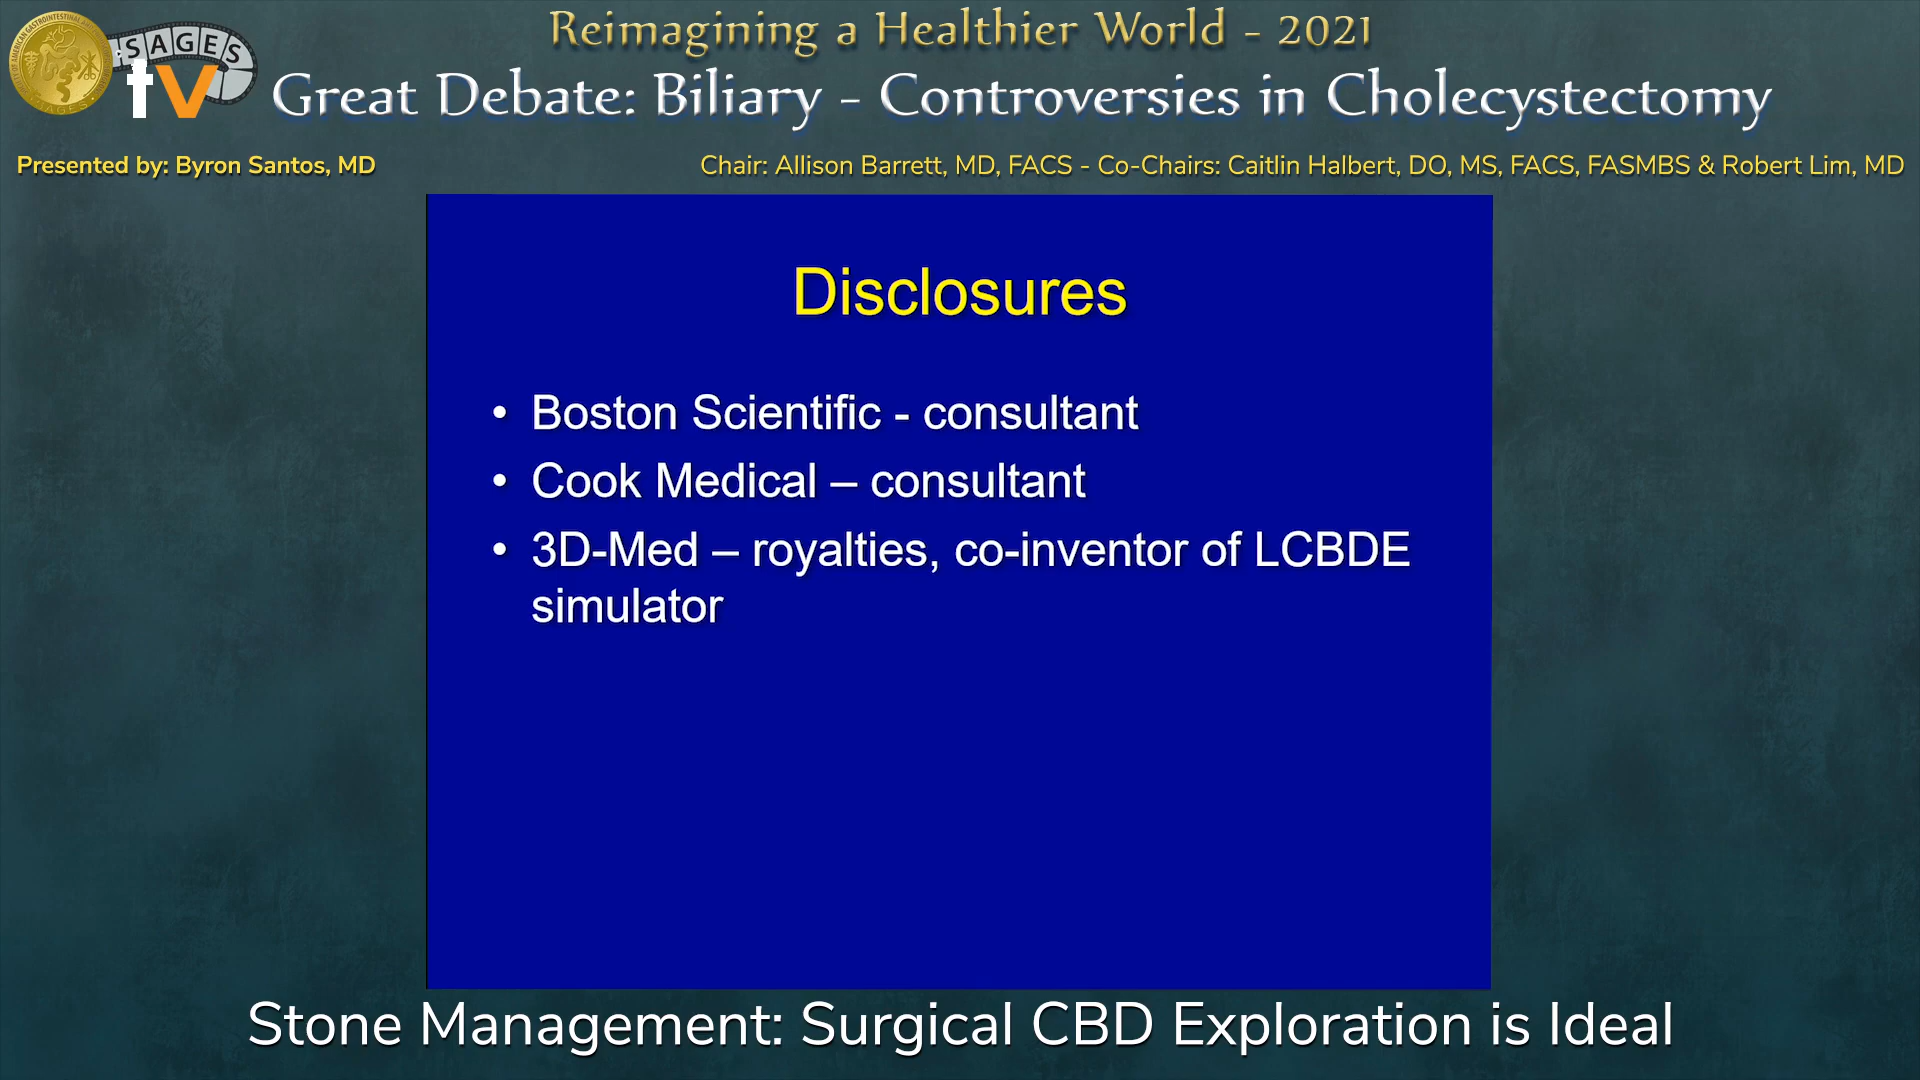 SAGES
tv
Reimagining a Healthier World - 2021
Great Debate: Biliary - Controversies in Cholecystectomy
Presented by: Byron Santos, MD
Chair: Allison Barrett, MD, FACS - Co-Chairs: Caitlin Halbert, DO, MS, FACS, FASMBS & Robert Lim, MD
Disclosures
• Boston Scientific - consultant
• Cook Medical – consultant
• 3D-Med – royalties, co-inventor of LCBDE
simulator
Stone Management: Surgical CBD Exploration is Ideal